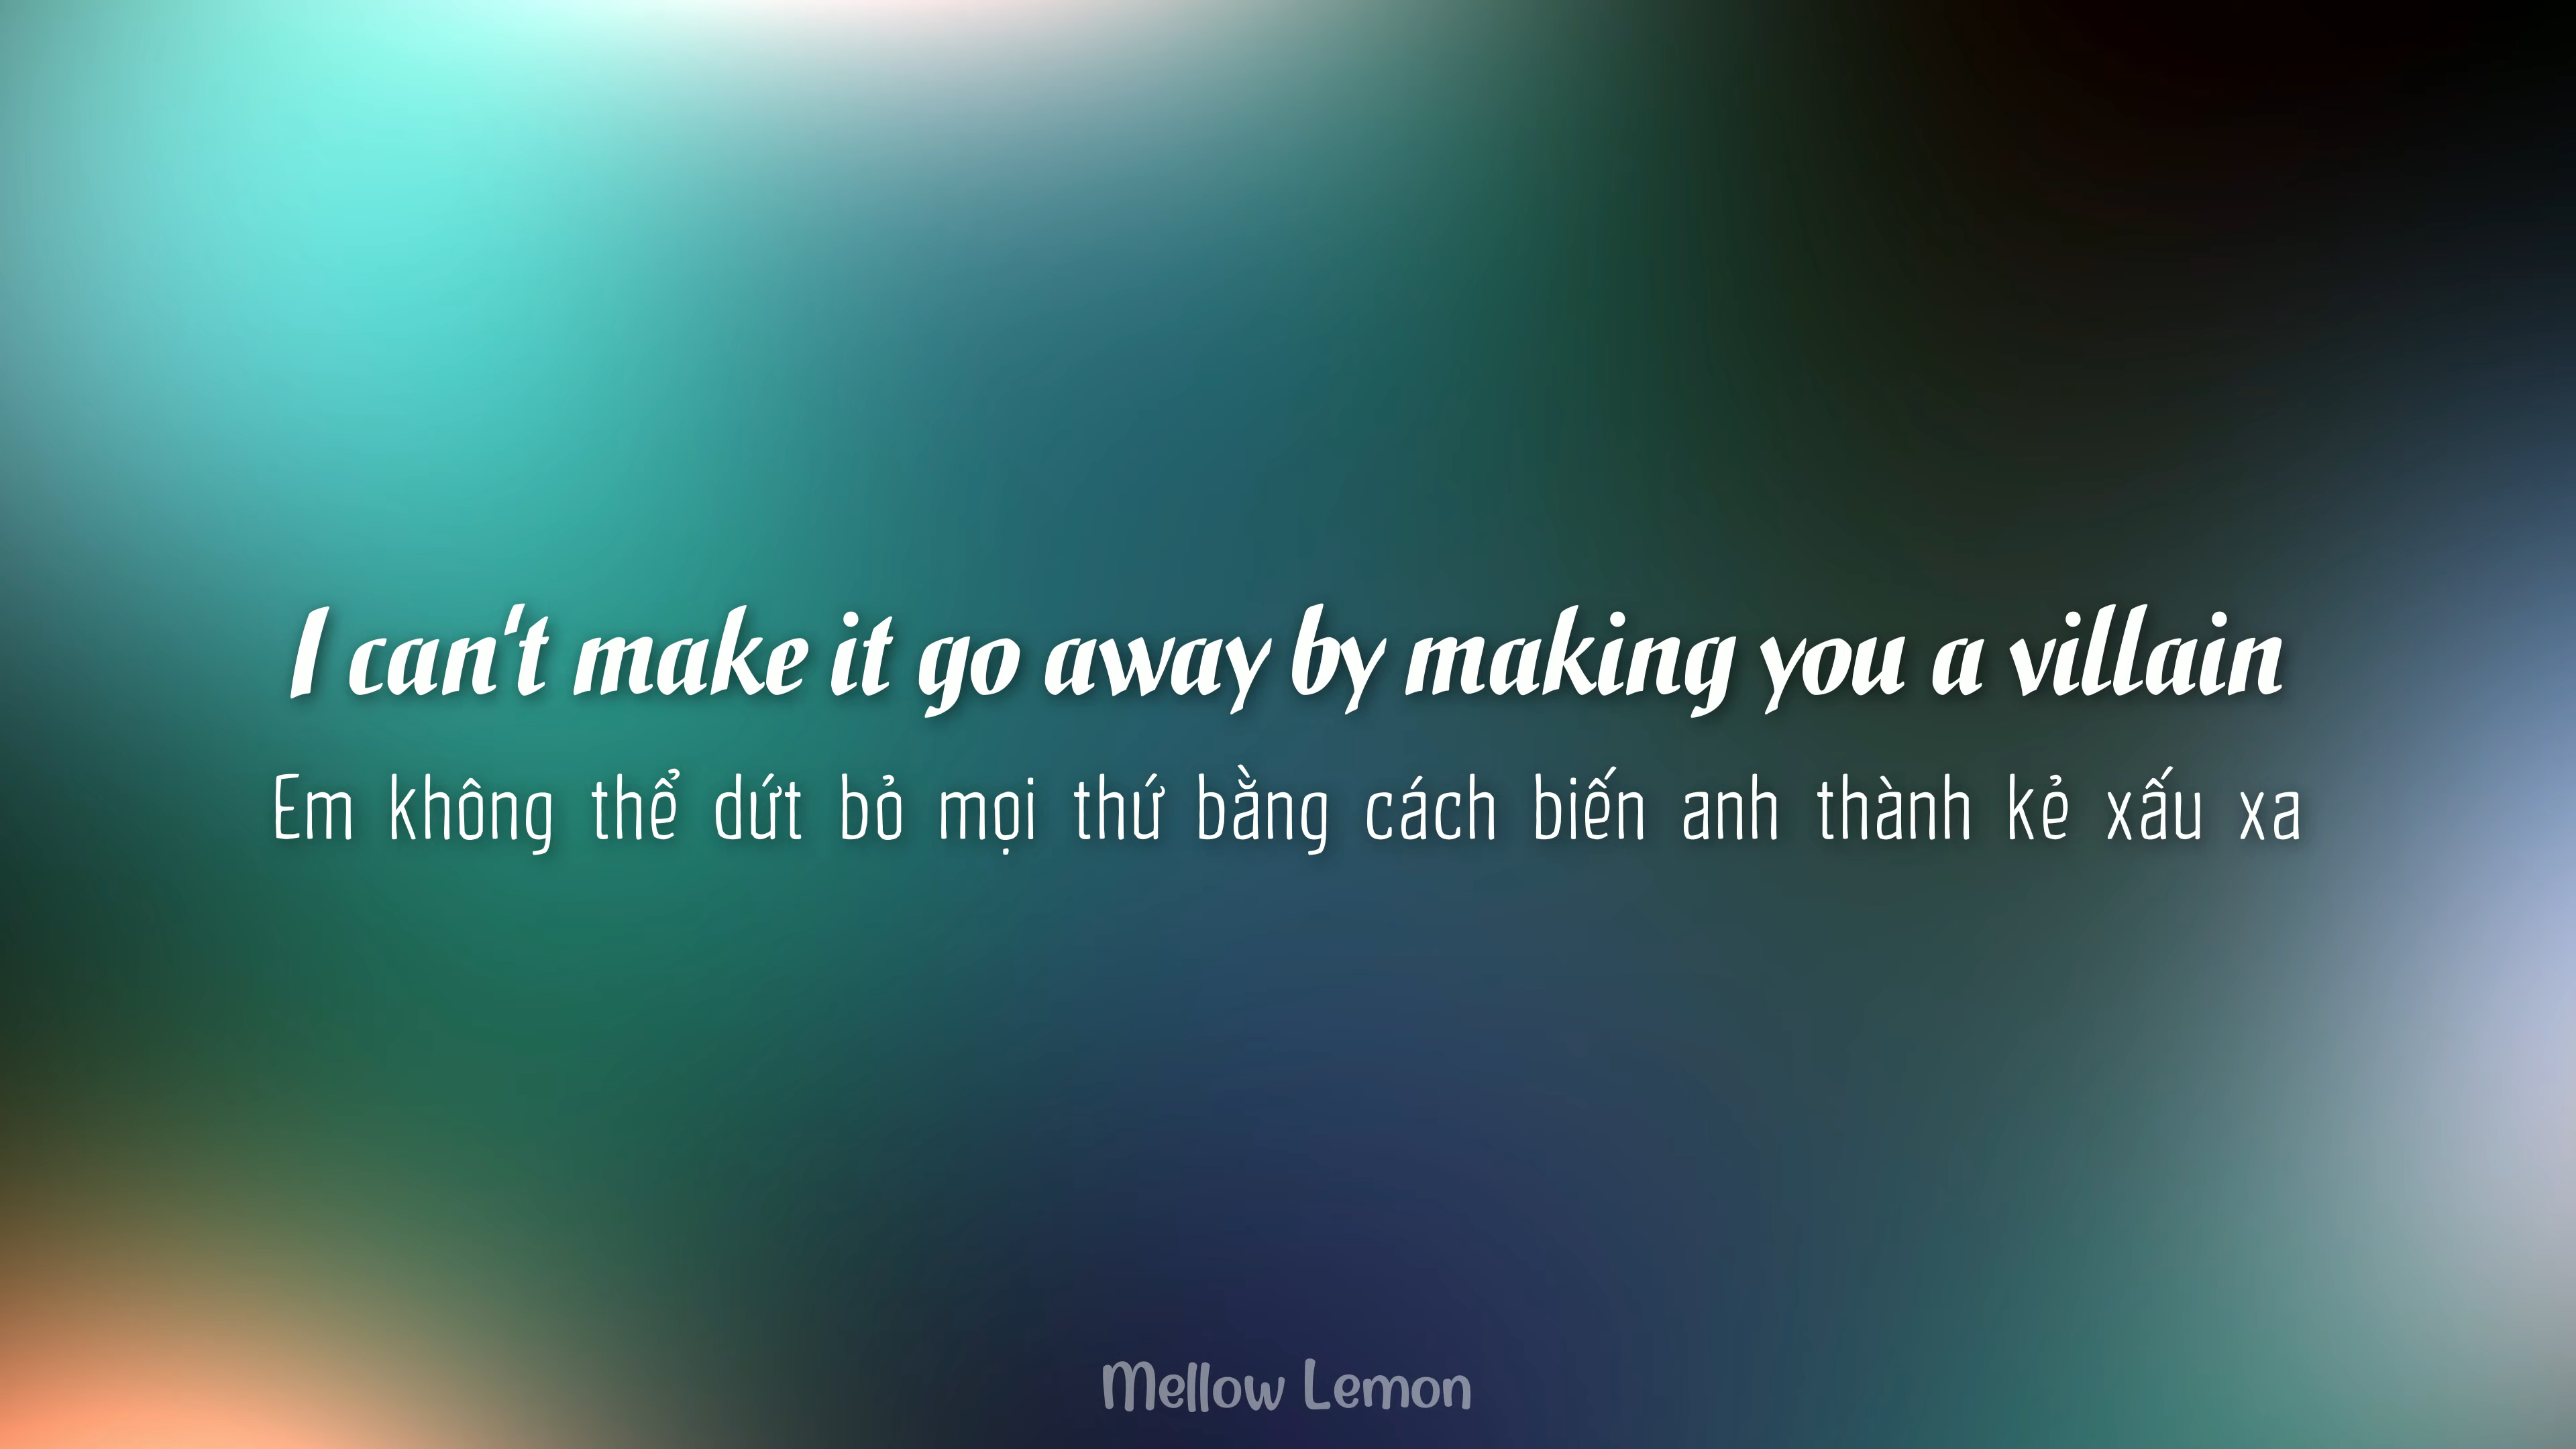 I can't make it go away by making you a villain
Em không thể dứt bỏ mọi thứ bằng cách biến anh thành kẻ xấu xa
Mellow Lemon